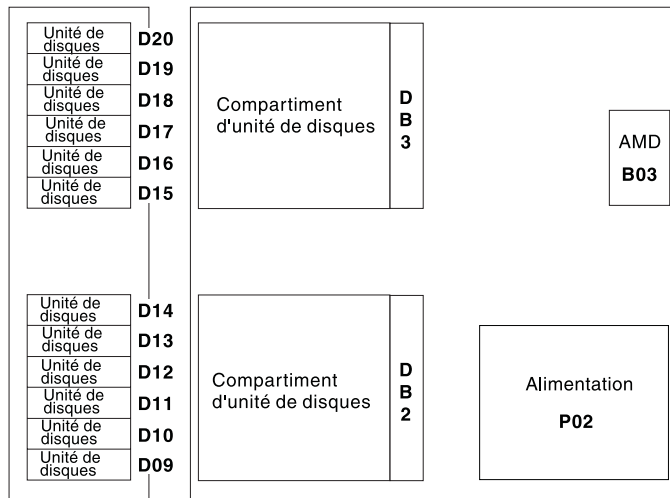 Unité de
disques
D20
Unité de
disques
D19
Unité de
disques
D18
Unité de
disques
D17
Unité de
disques
D16
Unité de
disques
D15
Compartiment
d'unité de disques
D
B
3
AMD
B03
Unité de
disques
D14
Unité de
disques
D13
Unité de
disques
D12
Unité de
disques
D11
Unité de
disques
D10
Unité de
disques
D09
Compartiment
d'unité de disques
D
B
2
Alimentation
P02